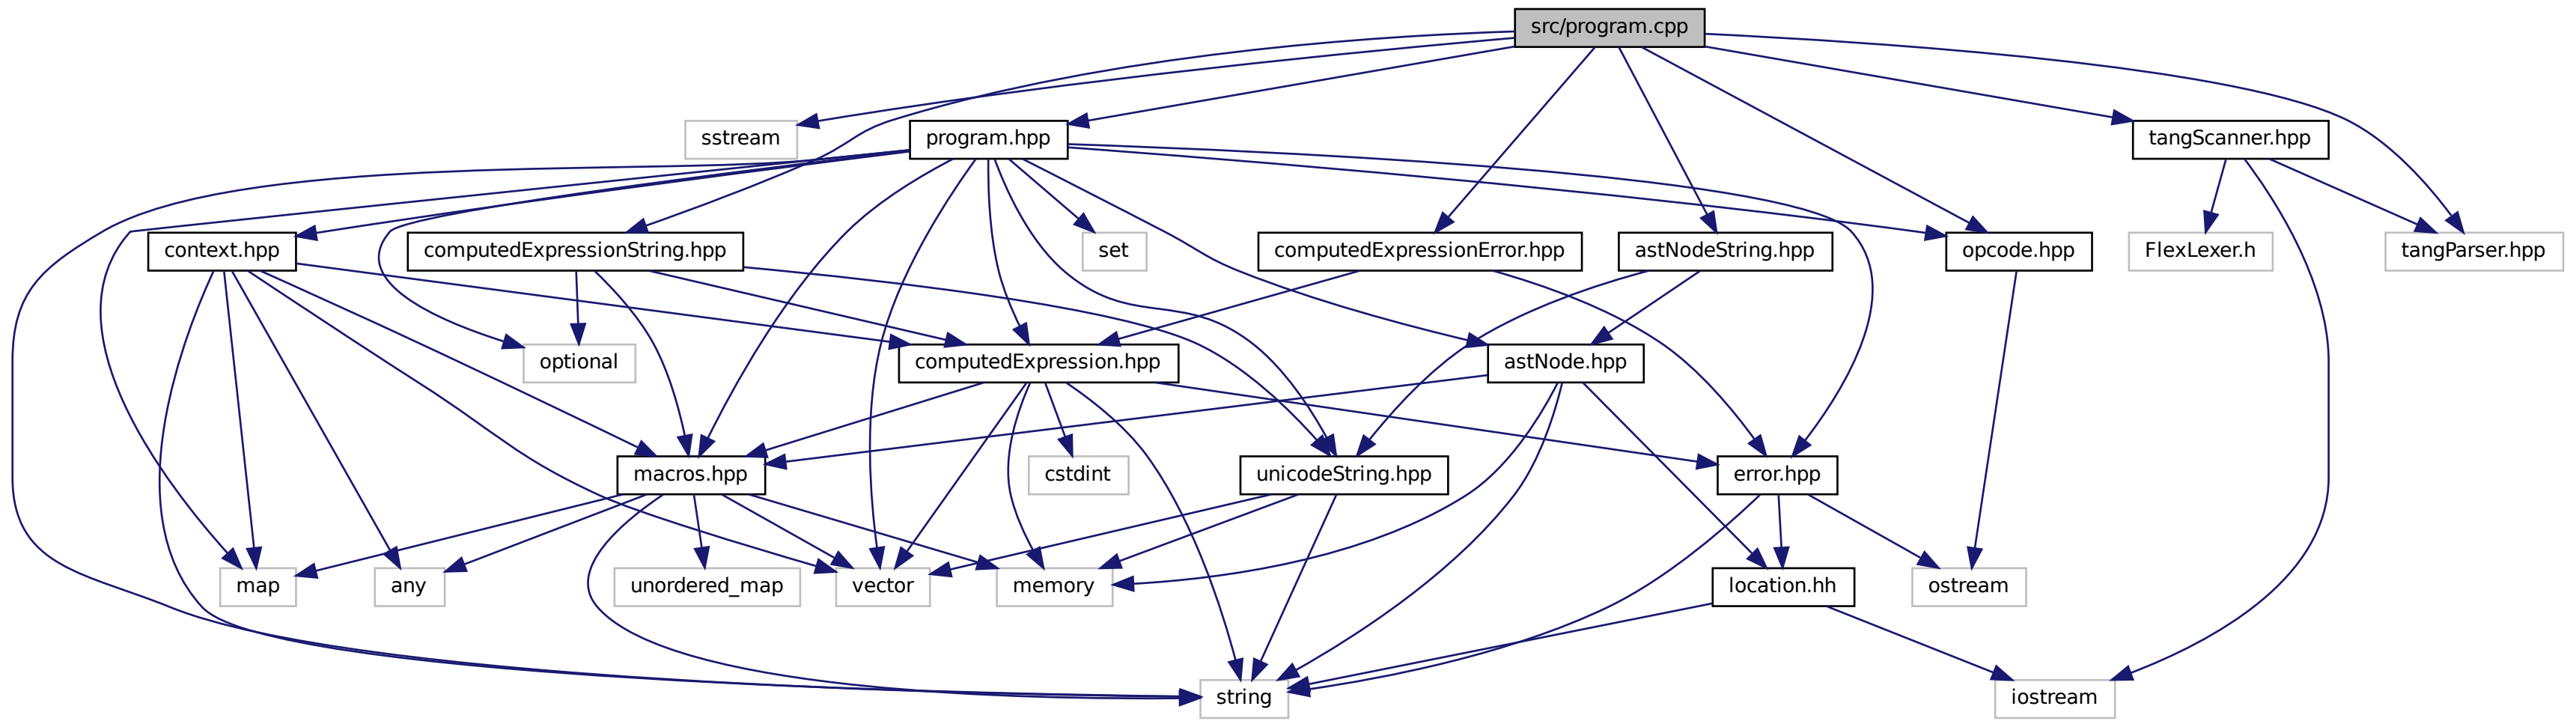 src/program.cpp
sstream
program.hpp
tangScanner.hpp
context.hpp
computedExpressionString.hpp
set
computedExpressionError.hpp
astNodeString.hpp
opcode.hpp
FlexLexer.h
tangParser.hpp
optional
computedExpression.hpp
astNode.hpp
macros.hpp
cstdint
unicodeString.hpp
error.hpp
map
any
unordered_map
vector
memory
location.hh
ostream
string
iostream